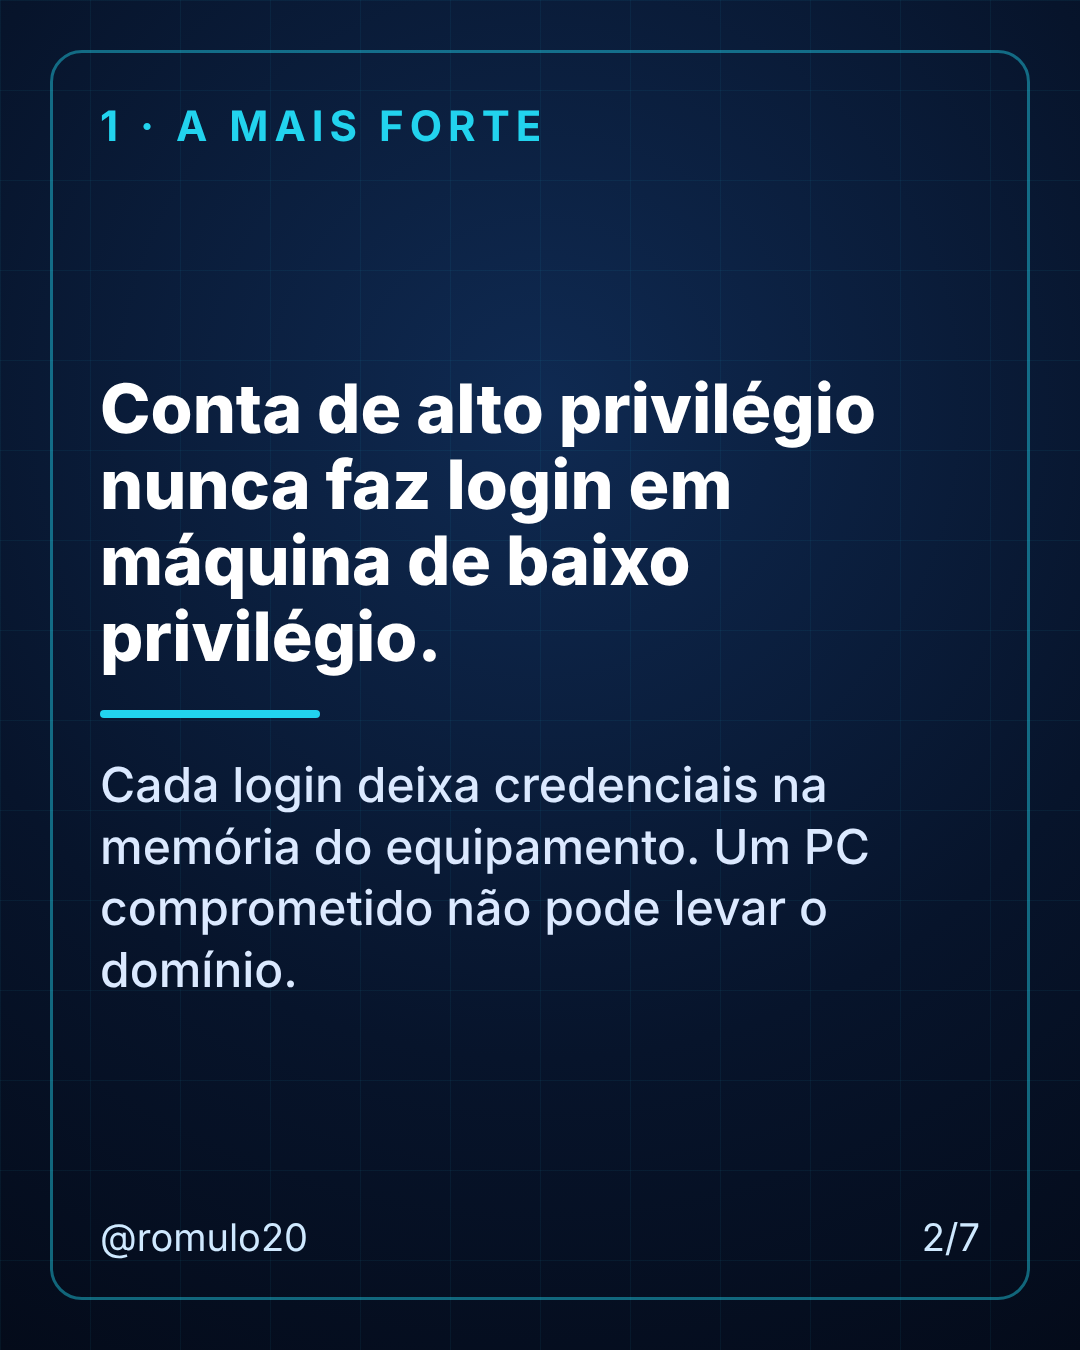 1 · A MAIS FORTE
Conta de alto privilégio
nunca faz login em
máquina de baixo
privilégio.
Cada login deixa credenciais na
memória do equipamento. Um PC
comprometido não pode levar o
domínio.
@romulo20
2/7